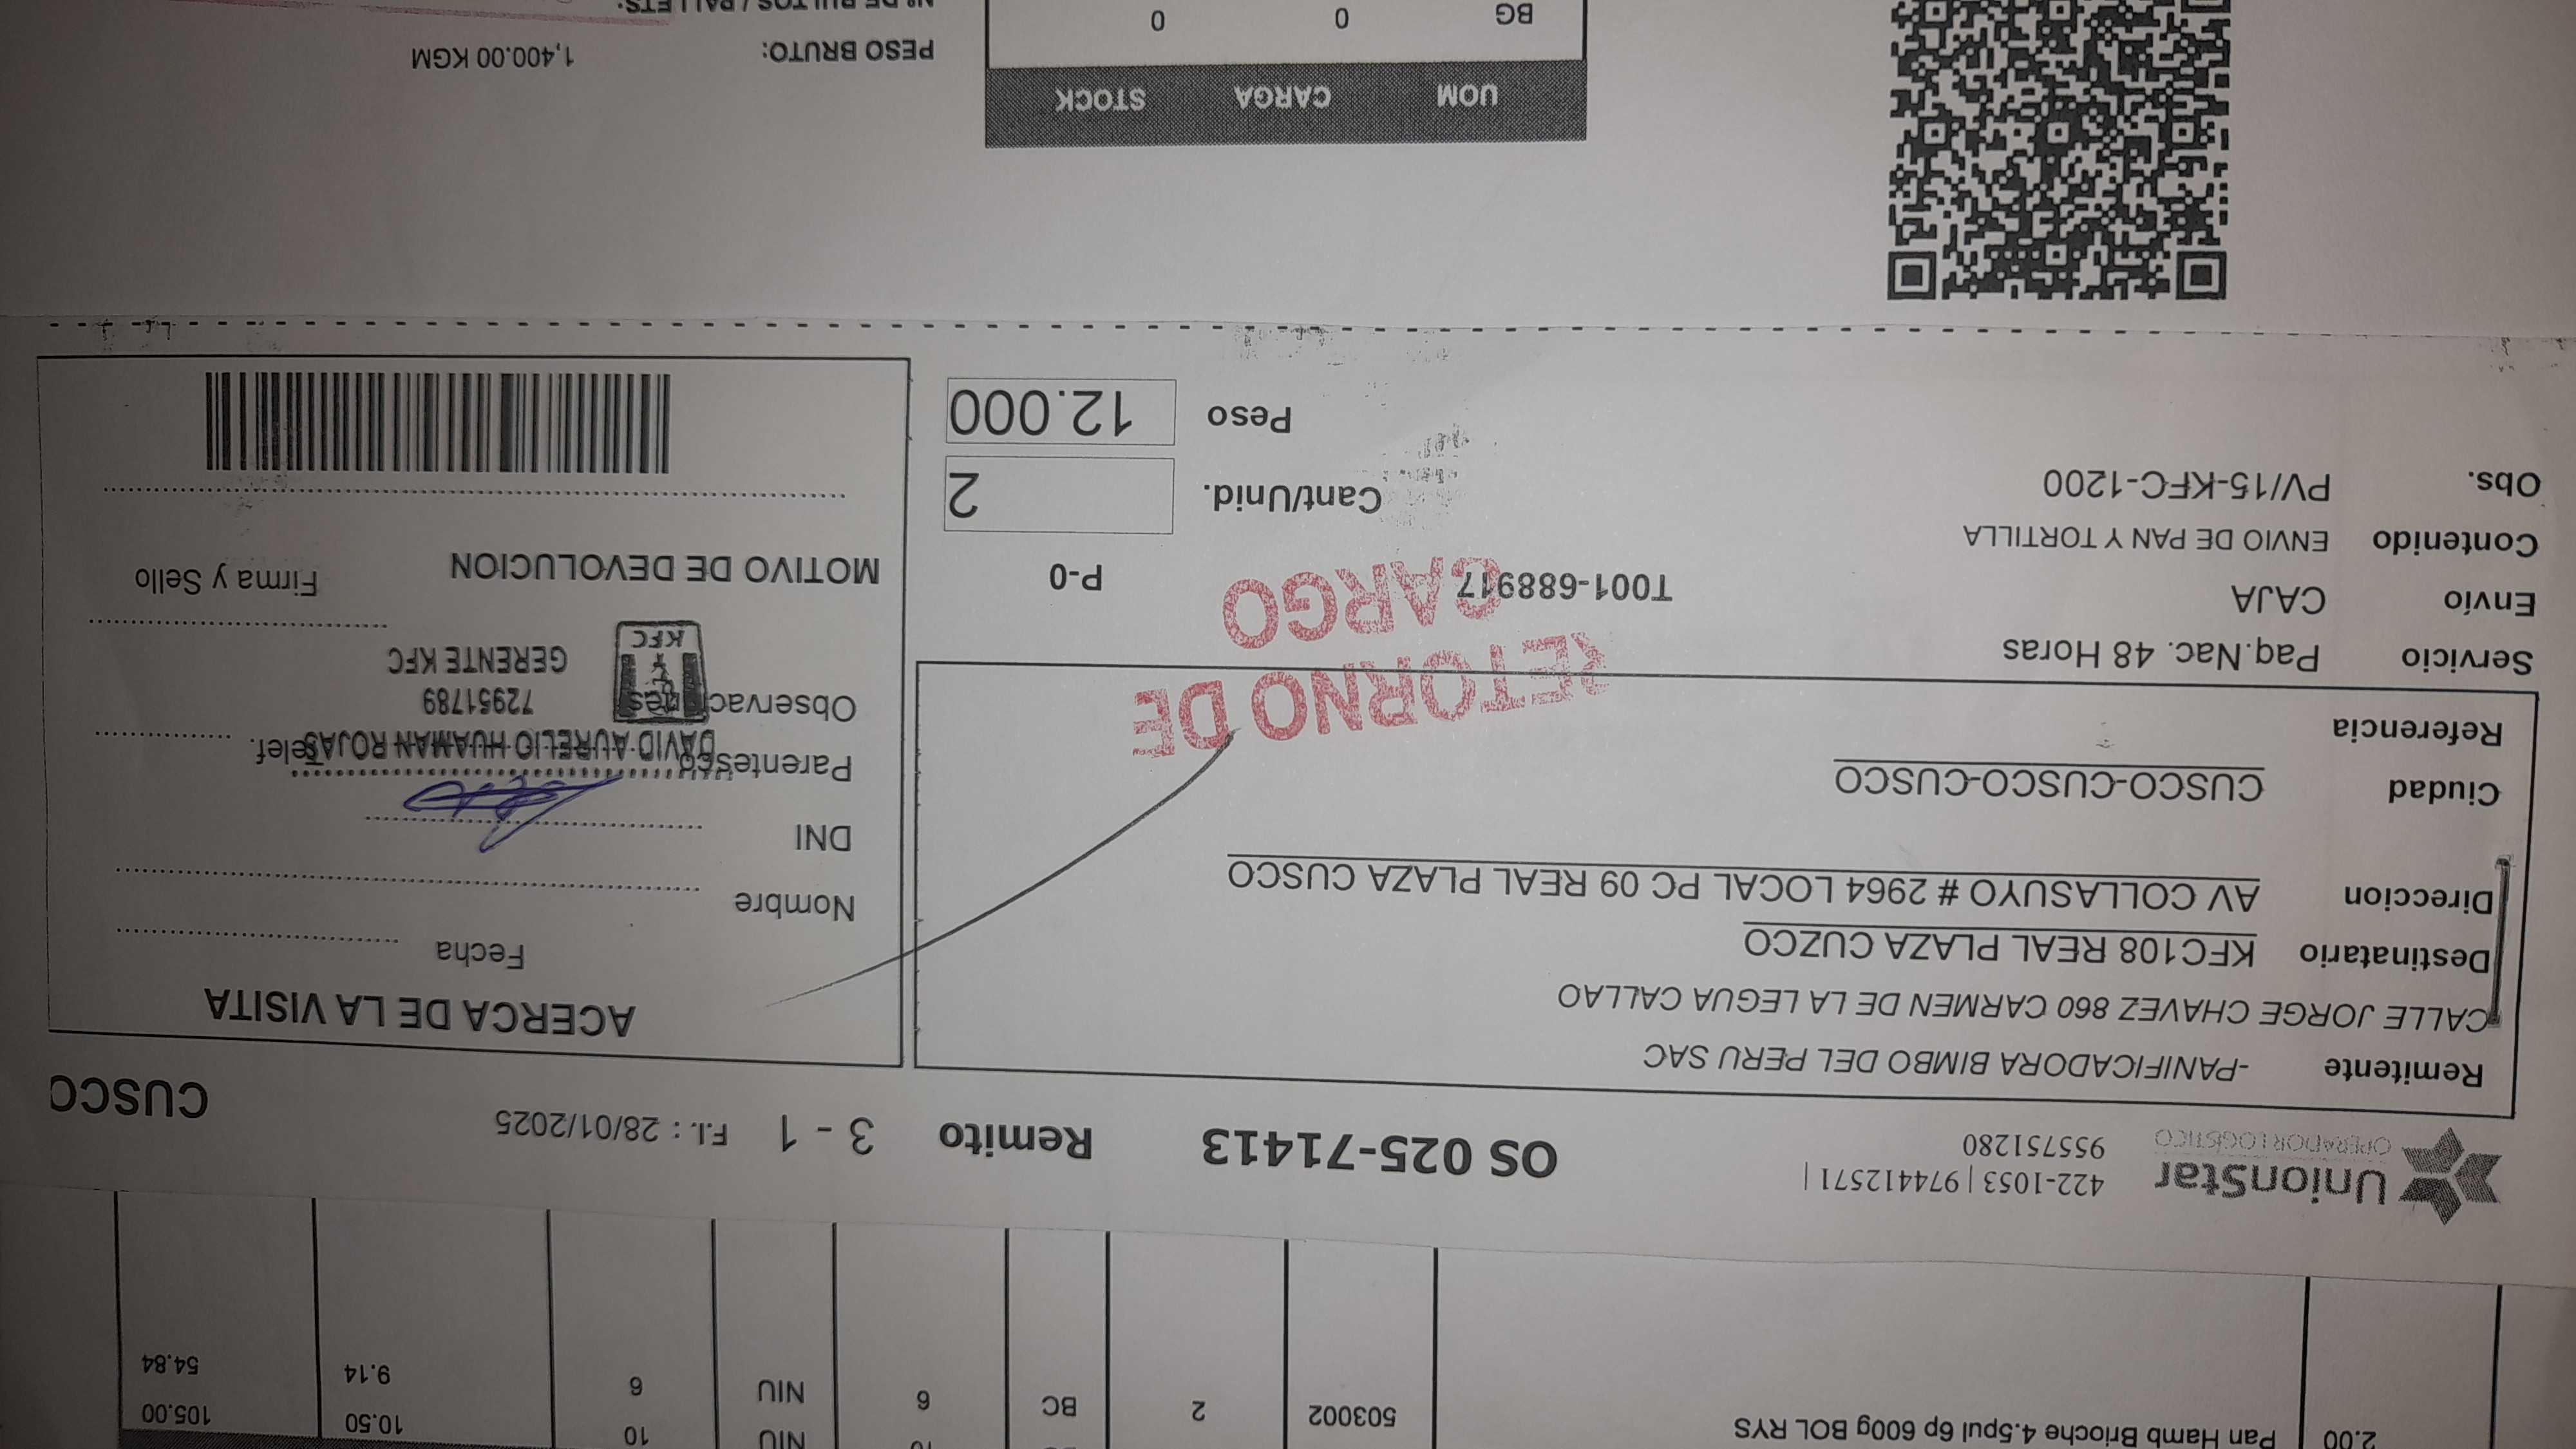 2.00 Pan Hamb Brioche 4.5pul 6p 600g BOL RYS 503002 2 BC 6 NIU 6 9.14 54.84
10 NIU 10 10.50 105.00
UnionStar
OPERADOR LOGISTICO
422-1053 | 974412571 |
955751280
OS 025-71413 Remito 3 - 1 F.I. : 28/01/2025 CUSCO
Remitente -PANIFICADORA BIMBO DEL PERU SAC
CALLE JORGE CHAVEZ 860 CARMEN DE LA LEGUA CALLAO
Destinatario KFC108 REAL PLAZA CUZCO
Direccion AV COLLASUYO # 2964 LOCAL PC 09 REAL PLAZA CUSCO
Ciudad CUSCO-CUSCO-CUSCO
Referencia
RETORNO DE
CARGO
Servicio Paq.Nac. 48 Horas
Envío CAJA T001-688917 P-0
Contenido ENVIO DE PAN Y TORTILLA
Obs. PV/15-KFC-1200
Cant/Unid. 2
Peso 12.000
ACERCA DE LA VISITA
Fecha
Nombre
DNI
Parentesco Telef.
DAVID AURELIO HUAMAN ROJAS
72951789
GERENTE KFC
KFC
Observaciones
Firma y Sello
MOTIVO DE DEVOLUCION
UOM CARGA STOCK
BG 0 0
PESO BRUTO: 1,400.00 KGM
Nº DE BULTOS / PALLETS: